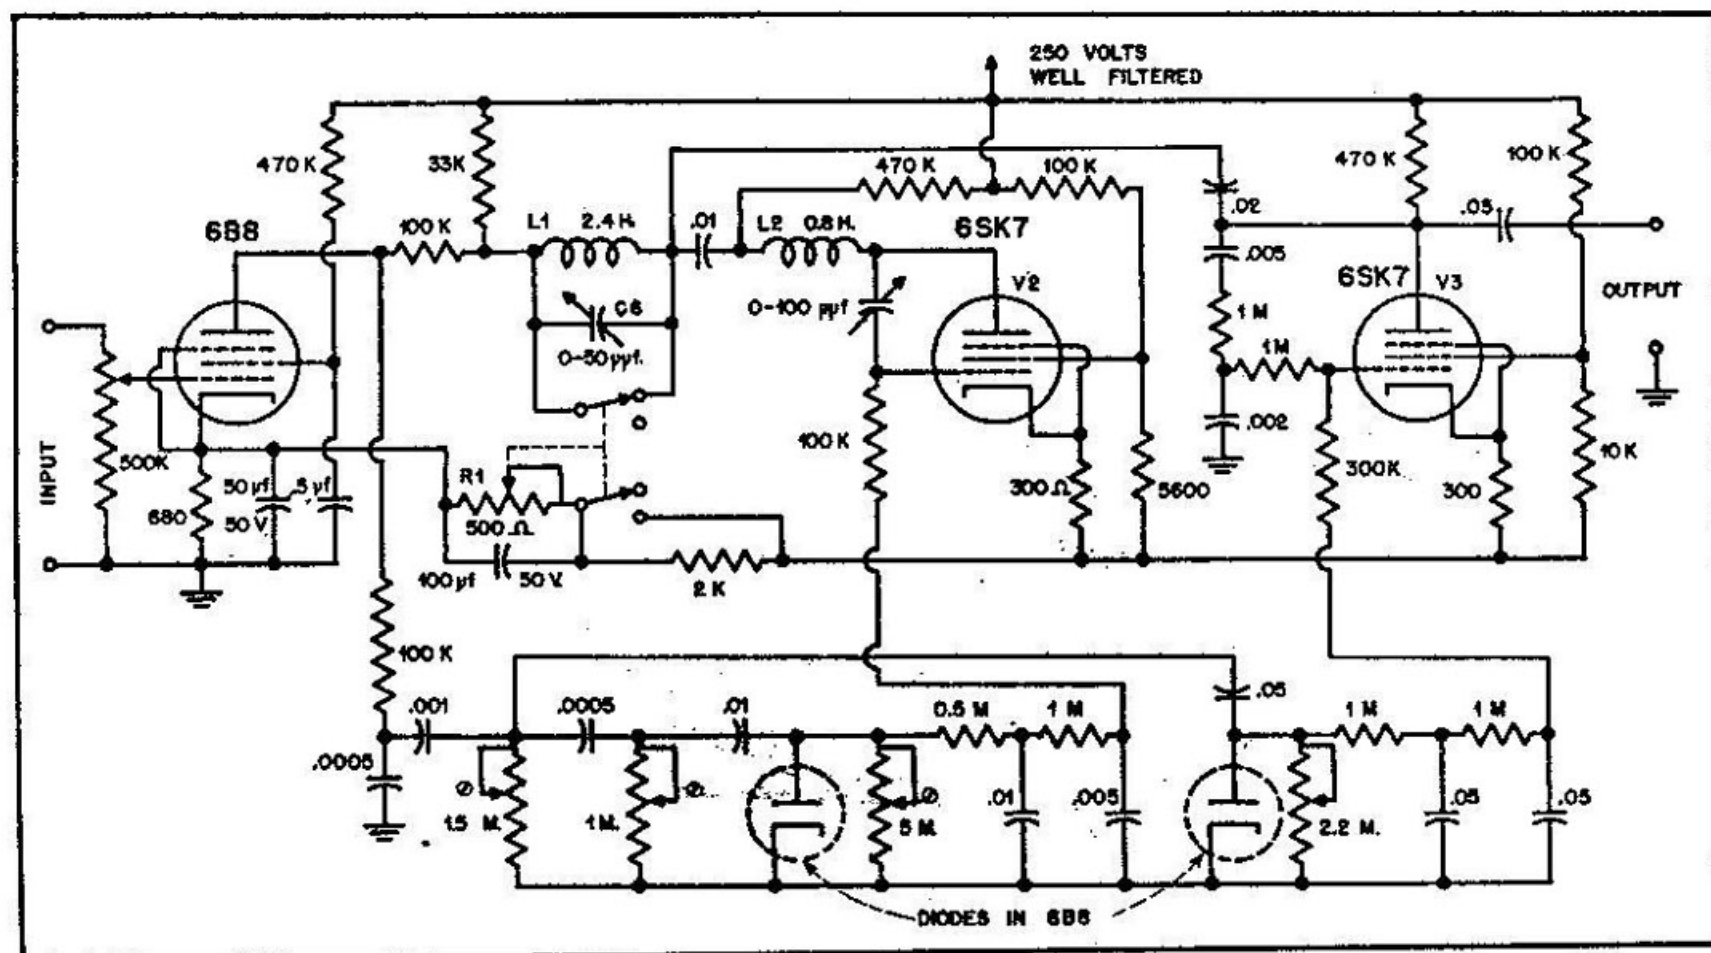 250 VOLTS
WELL FILTERED
470 K
33K
470 K
100 K
470 K
100 K
6B8
100 K
L1
2.4 H.
.01
L2
0.8 H.
6SK7
.02
.05
.005
6SK7
V3
V2
C6
0-50 μμf.
0-100 μμf
1 M
1M
OUTPUT
INPUT
500K
680
50 μf
50 V
.5 μf
R1
500 Ω
100 μf
50 V.
2 K
100 K
300 Ω
5600
.002
300K
300
10 K
100 K
.001
.0005
.01
0.5 M
1 M
.05
1 M
1 M
.0005
1.5 M.
1 M.
5 M.
.01
.005
2.2 M.
.05
.05
DIODES IN 6B8